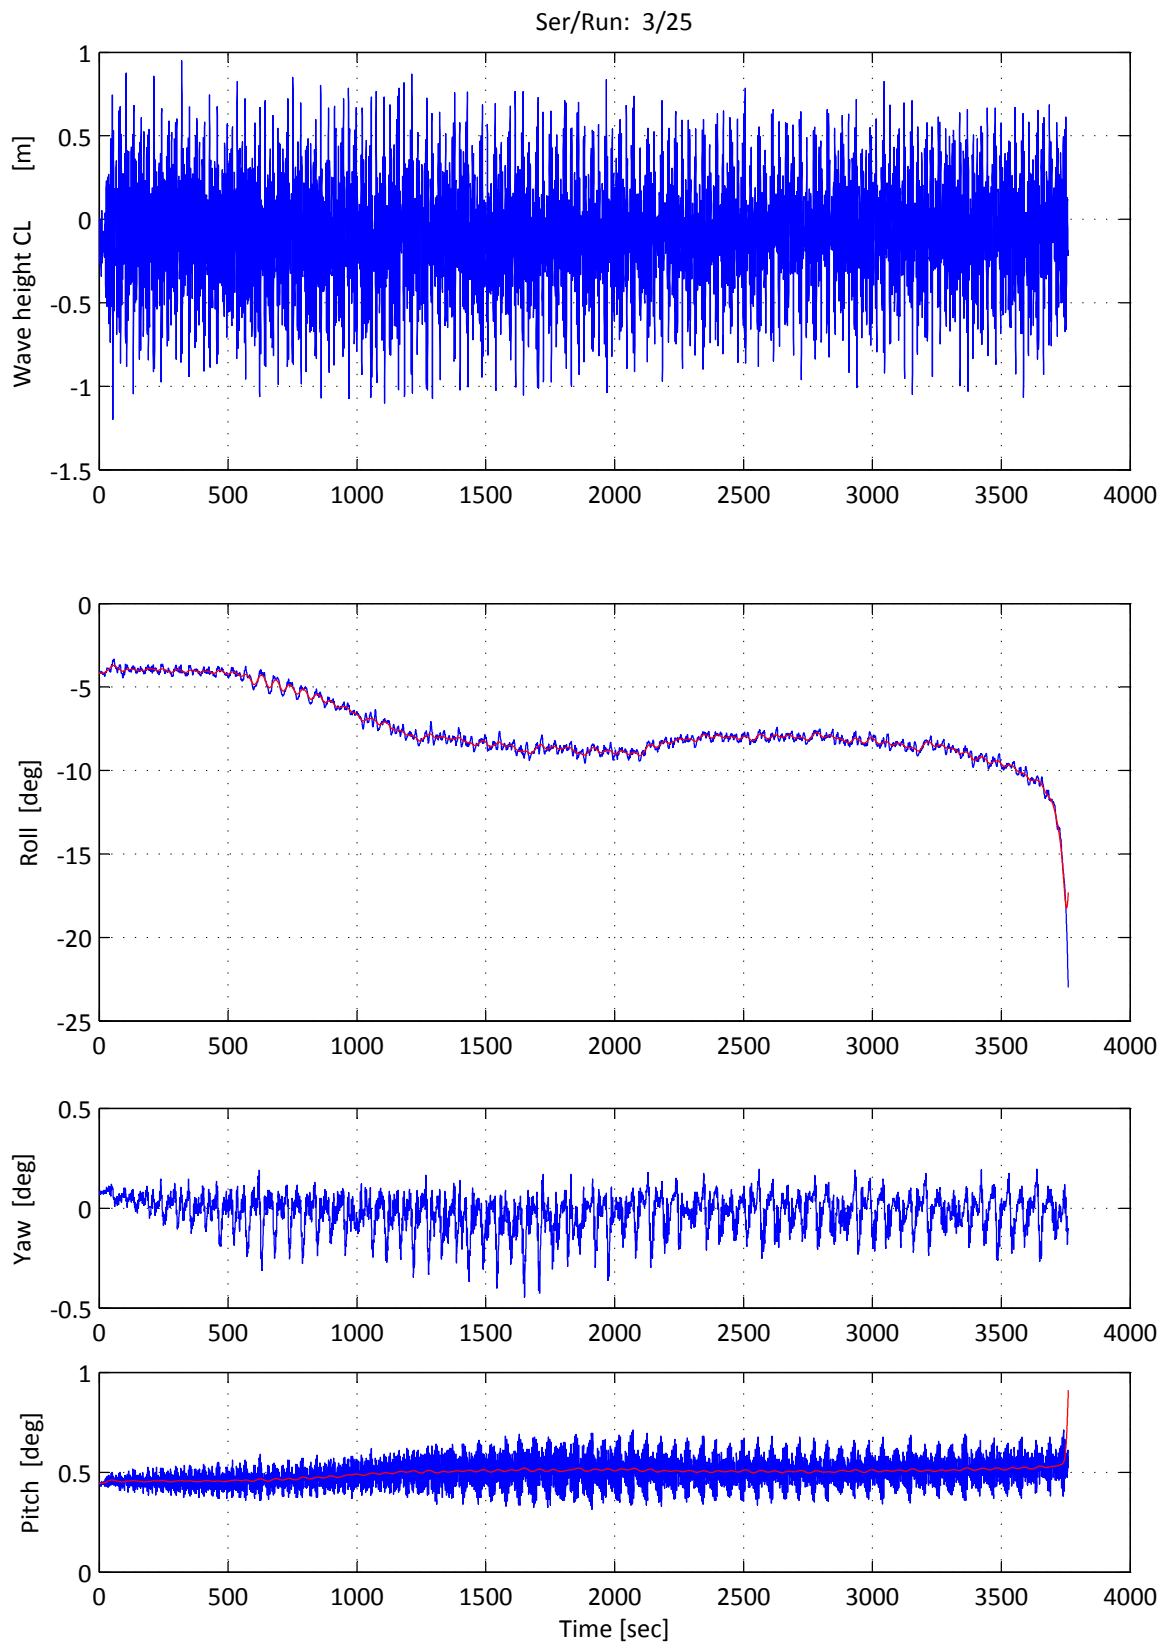 Ser/Run: 3/25
1
0.5
0
-0.5
-1
-1.5
Wave height CL [m]
0 500 1000 1500 2000 2500 3000 3500 4000
0
-5
-10
-15
-20
-25
Roll [deg]
0 500 1000 1500 2000 2500 3000 3500 4000
0.5
0
-0.5
Yaw [deg]
0 500 1000 1500 2000 2500 3000 3500 4000
1
0.5
0
Pitch [deg]
0 500 1000 1500 2000 2500 3000 3500 4000
Time [sec]